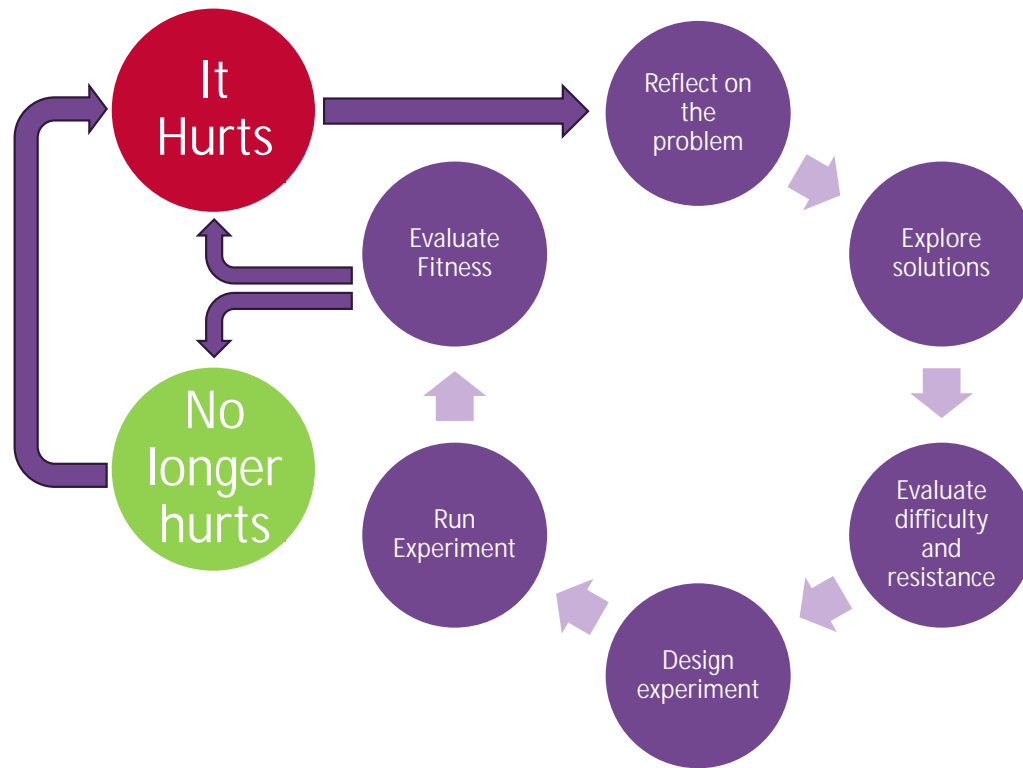 It
Hurts
Reflect on
the
problem
Explore
solutions
Evaluate
difficulty
and
resistance
Design
experiment
Run
Experiment
Evaluate
Fitness
No
longer
hurts